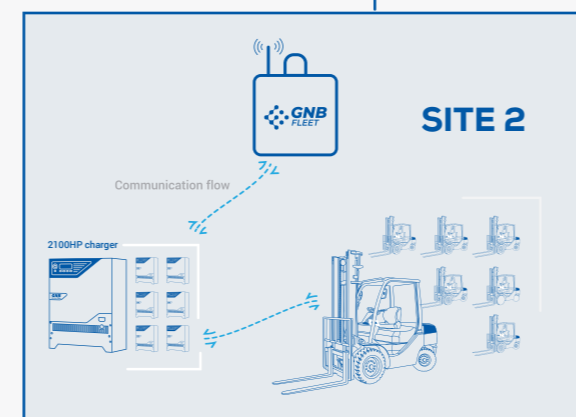 GNB
FLEET
SITE 2
Communication flow
2100HP charger
GNB